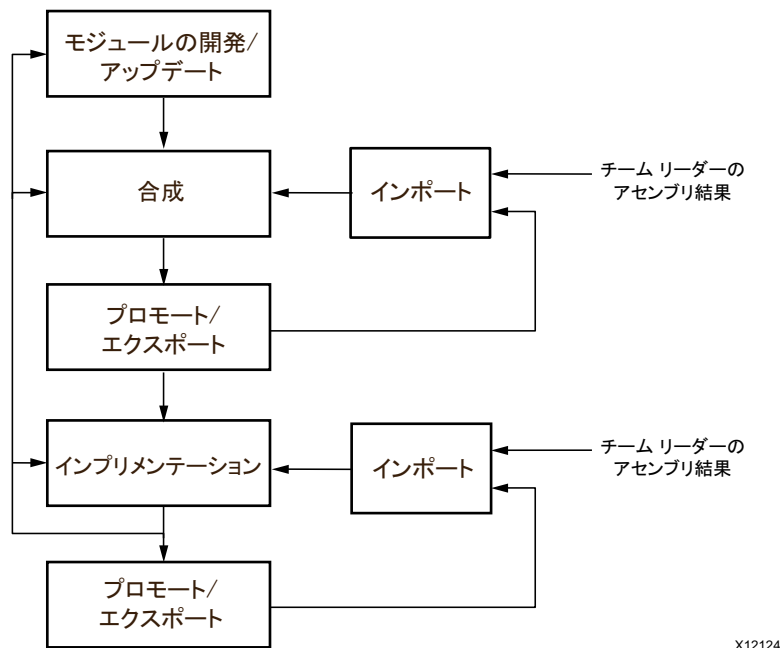 モジュールの開発/
アップデート
合成
インポート
チーム リーダーの
アセンブリ結果
プロモート/
エクスポート
インプリメンテーション
インポート
チーム リーダーの
アセンブリ結果
プロモート/
エクスポート
X12124